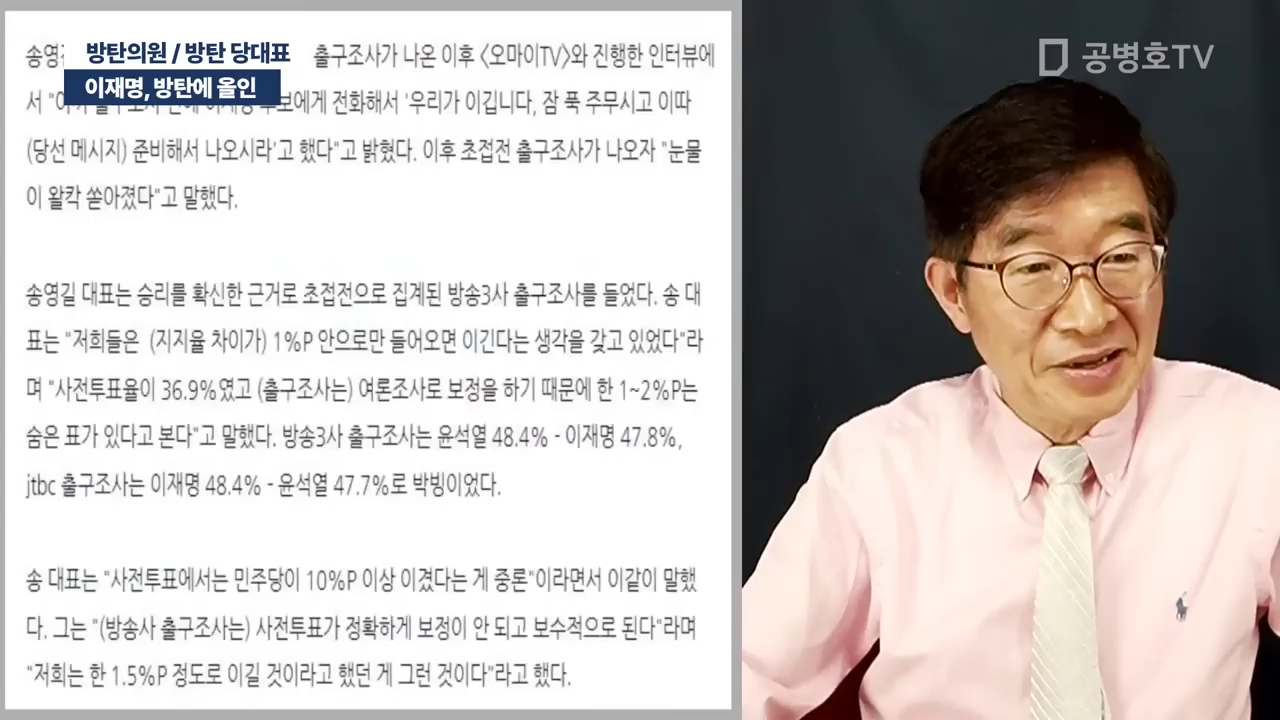 방탄의원 / 방탄 당대표
이재명, 방탄에 올인
공병호TV
송영길 출구조사가 나온 이후 <오마이TV>와 진행한 인터뷰에
서 전화해서 '우리가 이깁니다, 잠 푹 주무시고 이따
(당선 메시지) 준비해서 나오시라'고 했다"고 밝혔다. 이후 초접전 출구조사가 나오자 "눈물
이 왈칵 쏟아졌다"고 말했다.
송영길 대표는 승리를 확신한 근거로 초접전으로 집계된 방송3사 출구조사를 들었다. 송 대
표는 "저희들은 (지지율 차이가) 1%P 안으로만 들어오면 이긴다는 생각을 갖고 있었다"라
며 "사전투표율이 36.9%였고 (출구조사는) 여론조사로 보정을 하기 때문에 한 1~2%P는
숨은 표가 있다고 본다"고 말했다. 방송3사 출구조사는 윤석열 48.4% - 이재명 47.8%,
jtbc 출구조사는 이재명 48.4% - 윤석열 47.7%로 박빙이었다.
송 대표는 "사전투표에서는 민주당이 10%P 이상 이겼다는 게 중론"이라면서 이같이 말했
다. 그는 "(방송사 출구조사는) 사전투표가 정확하게 보정이 안 되고 보수적으로 된다"라며
"저희는 한 1.5%P 정도로 이길 것이라고 했던 게 그런 것이다"라고 했다.